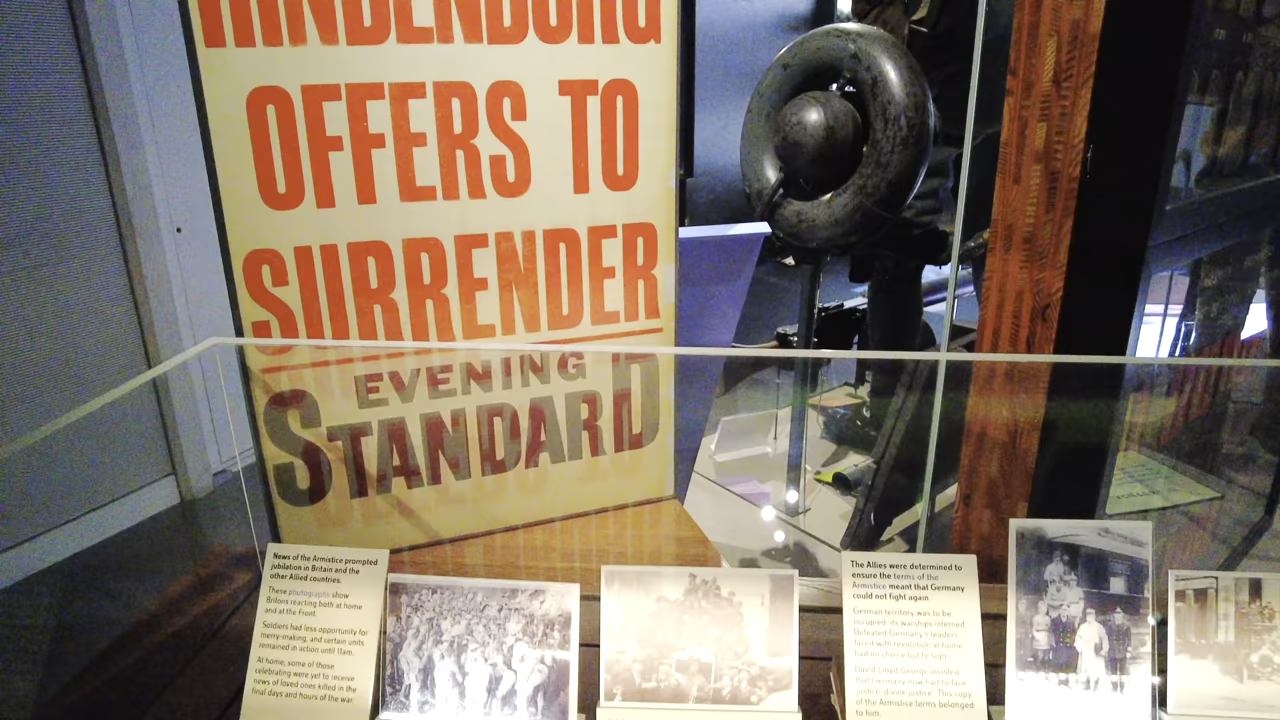 HINDENBURG
OFFERS TO
SURRENDER
EVENING
STANDARD
News of the Armistice prompted
jubilation in Britain and the
other Allied countries.
These photographs show
Britons reacting both at home
and at the Front.
Soldiers had less opportunity for
merry-making, and certain units
remained in action until 11am.
At home, some of those
celebrating were yet to receive
news of loved ones killed in the
final days and hours of the war.
The Allies were determined to
ensure the terms of the
Armistice meant that Germany
could not fight again.
German territory was to be
occupied, its warships interned.
Defeated Germany's leaders,
faced with revolution at home
had no choice but to sign.
David Lloyd George insisted
that Germany now had to face
'justice, divine justice'. This copy
of the Armistice terms belonged
to him.